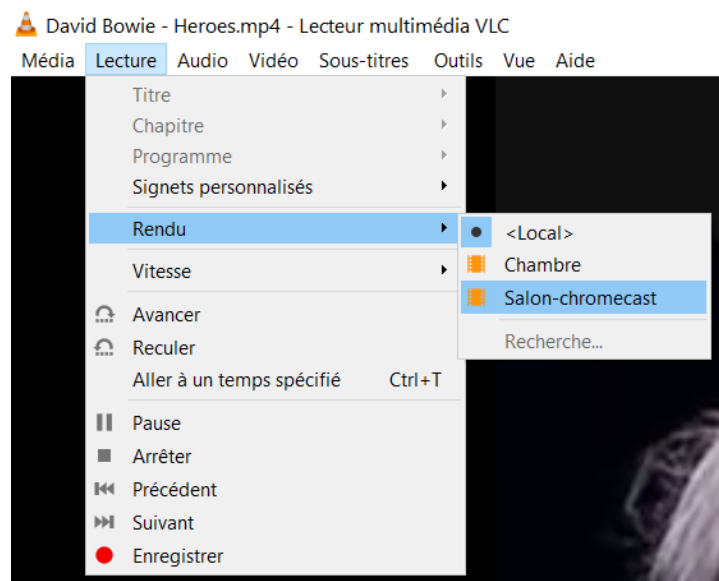 David Bowie - Heroes.mp4 - Lecteur multimédia VLC
Média Lecture Audio Vidéo Sous-titres Outils Vue Aide
Titre
Chapitre
Programme
Signets personnalisés
Rendu
<Local>
Chambre
Salon-chromecast
Recherche...
Vitesse
Avancer
Reculer
Aller à un temps spécifié Ctrl+T
Pause
Arrêter
Précédent
Suivant
Enregistrer